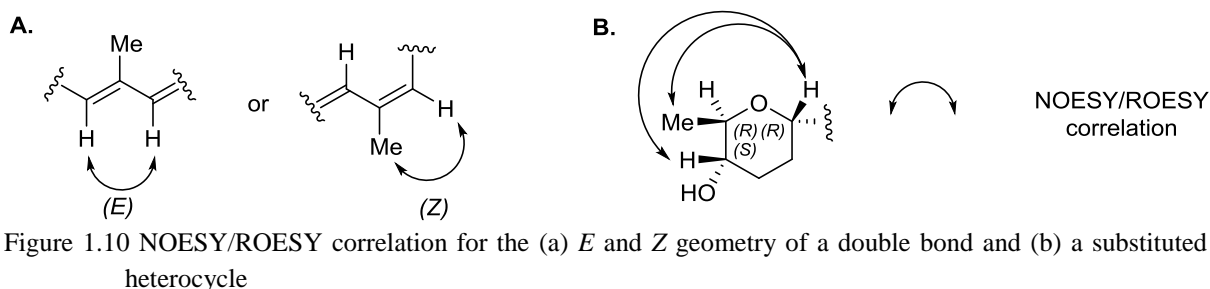 A.
B.
Me
H
H
(E)
or
H
H
Me
(Z)
H
H
O
Me
(R) (R)
(S)
H
HO
NOESY/ROESY
correlation
Figure 1.10 NOESY/ROESY correlation for the (a) E and Z geometry of a double bond and (b) a substituted
heterocycle